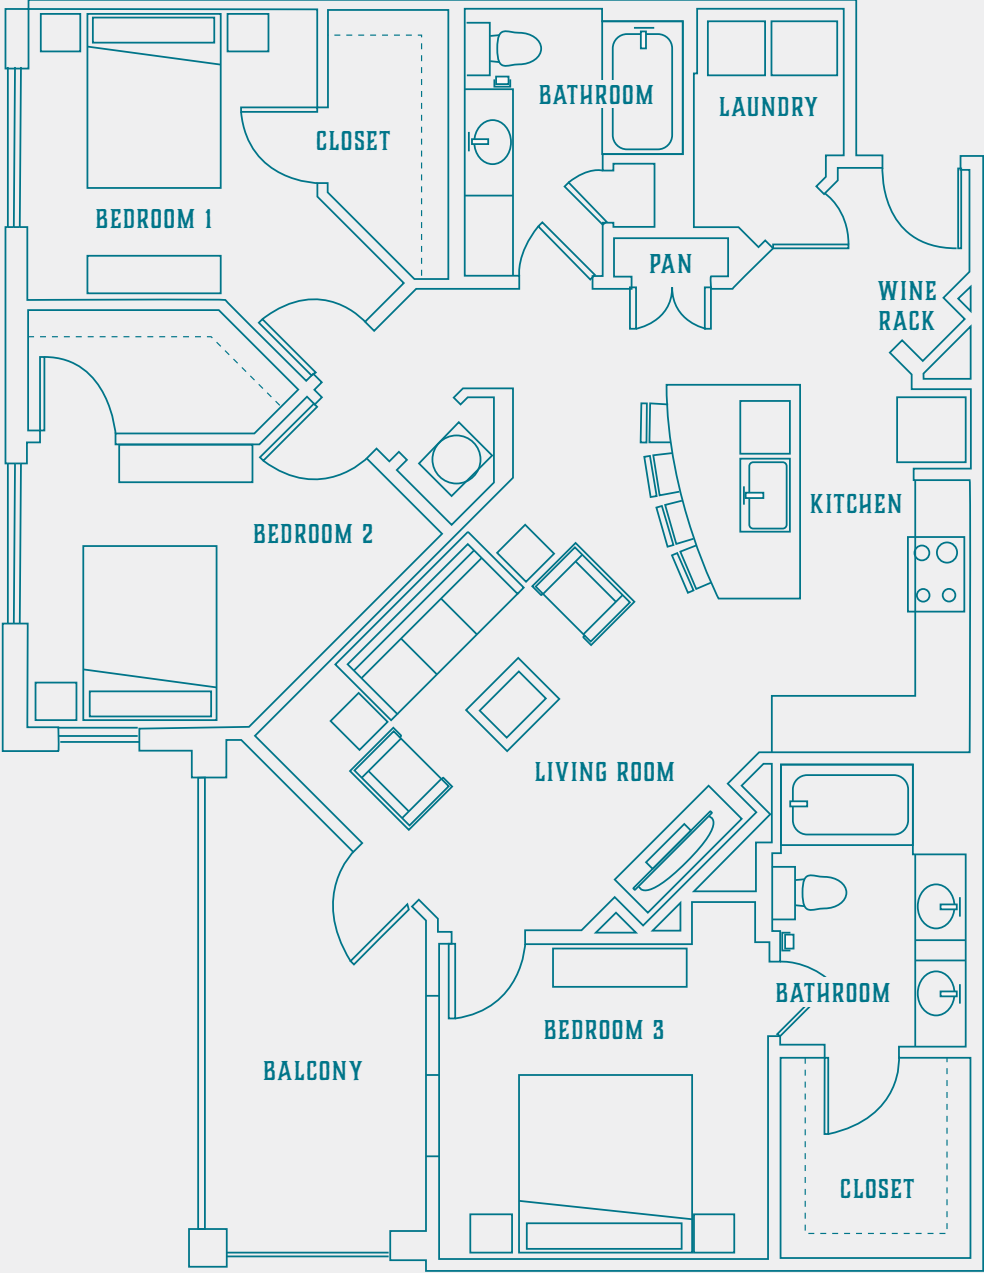 BATHROOM
LAUNDRY
CLOSET
BEDROOM 1
PAN
WINE
RACK
KITCHEN
BEDROOM 2
LIVING ROOM
BATHROOM
BEDROOM 3
BALCONY
CLOSET